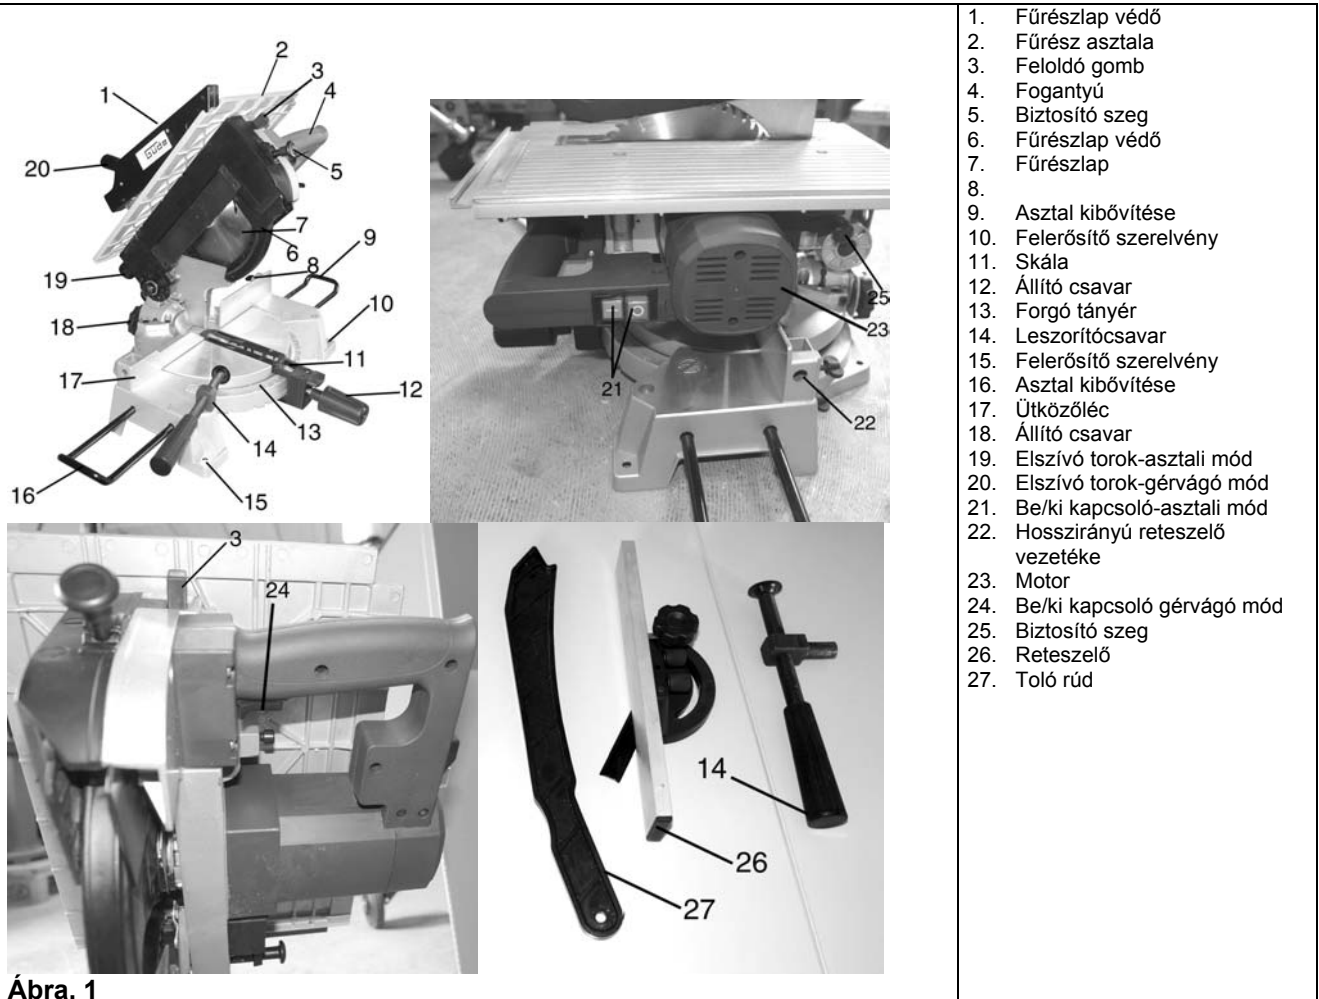 2
3
1
4
20
5
7
9
6
19
8
10
18
11
17
12
13
14
16
15
Güde
25
23
21
22
3
24
14
26
27
1. Fűrészlap védő
2. Fűrész asztala
3. Feloldó gomb
4. Fogantyú
5. Biztosító szeg
6. Fűrészlap védő
7. Fűrészlap
8.
9. Asztal kibővítése
10. Felerősítő szerelvény
11. Skála
12. Állító csavar
13. Forgó tányér
14. Leszorítócsavar
15. Felerősítő szerelvény
16. Asztal kibővítése
17. Ütközőléc
18. Állító csavar
19. Elszívó torok-asztali mód
20. Elszívó torok-gérvágó mód
21. Be/ki kapcsoló-asztali mód
22. Hosszirányú reteszelő
vezetéke
23. Motor
24. Be/ki kapcsoló gérvágó mód
25. Biztosító szeg
26. Reteszelő
27. Toló rúd
Ábra. 1